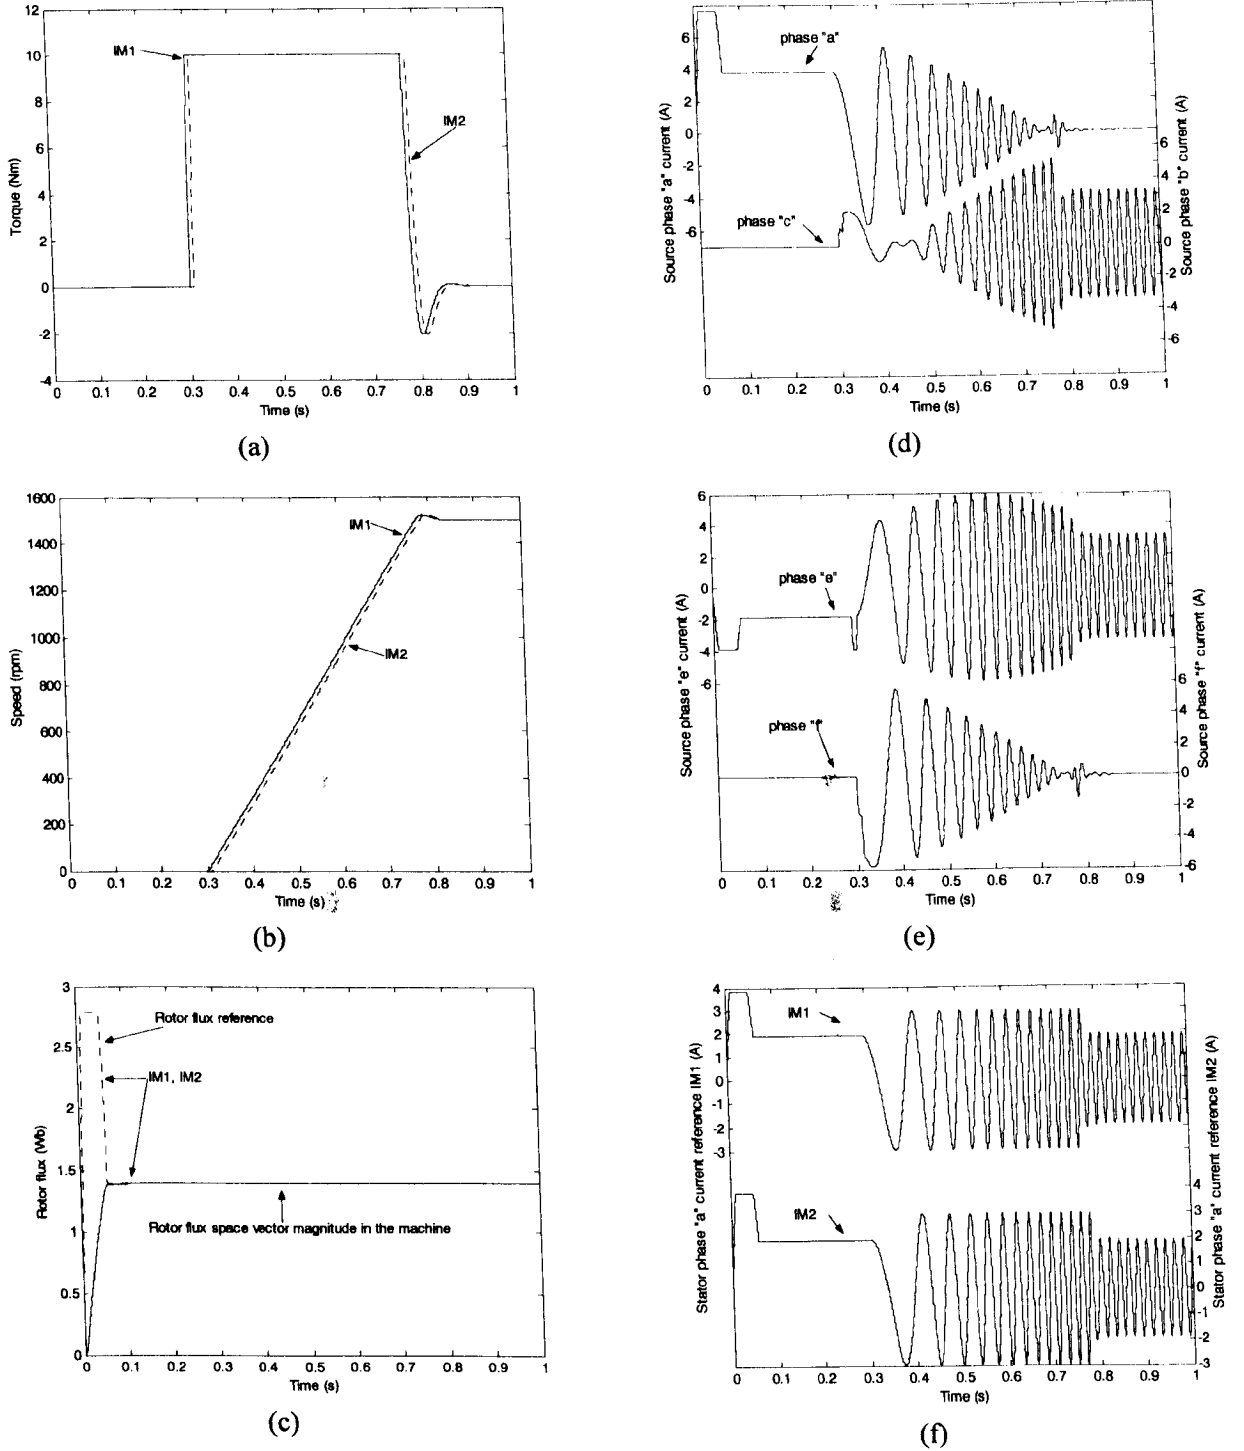 12
10
8
6
4
2
0
-2
-4
Torque (Nm)
IM1
IM2
0 0.1 0.2 0.3 0.4 0.5 0.6 0.7 0.8 0.9 1
Time (s)
(a)
6
4
2
0
-2
-4
-6
Source phase "a" current (A)
phase "a"
phase "c"
6
4
2
0
-2
-4
-6
Source phase "b" current (A)
0 0.1 0.2 0.3 0.4 0.5 0.6 0.7 0.8 0.9 1
Time (s)
(d)
1600
1400
1200
1000
800
600
400
200
0
Speed (rpm)
IM1
IM2
0 0.1 0.2 0.3 0.4 0.5 0.6 0.7 0.8 0.9 1
Time (s)
(b)
6
4
2
0
-2
-4
-6
Source phase "e" current (A)
phase "e"
phase "f"
6
4
2
0
-2
-4
-6
Source phase "f" current (A)
0 0.1 0.2 0.3 0.4 0.5 0.6 0.7 0.8 0.9 1
Time (s)
(e)
3
2.5
2
1.5
1
0.5
0
Rotor flux (Wb)
Rotor flux reference
IM1, IM2
Rotor flux space vector magnitude in the machine
0 0.1 0.2 0.3 0.4 0.5 0.6 0.7 0.8 0.9 1
Time (s)
(c)
4
3
2
1
0
-1
-2
-3
Stator phase "a" current reference IM1 (A)
IM1
IM2
4
3
2
1
0
-1
-2
-3
Stator phase "a" current reference IM2 (A)
0 0.1 0.2 0.3 0.4 0.5 0.6 0.7 0.8 0.9 1
Time (s)
(f)